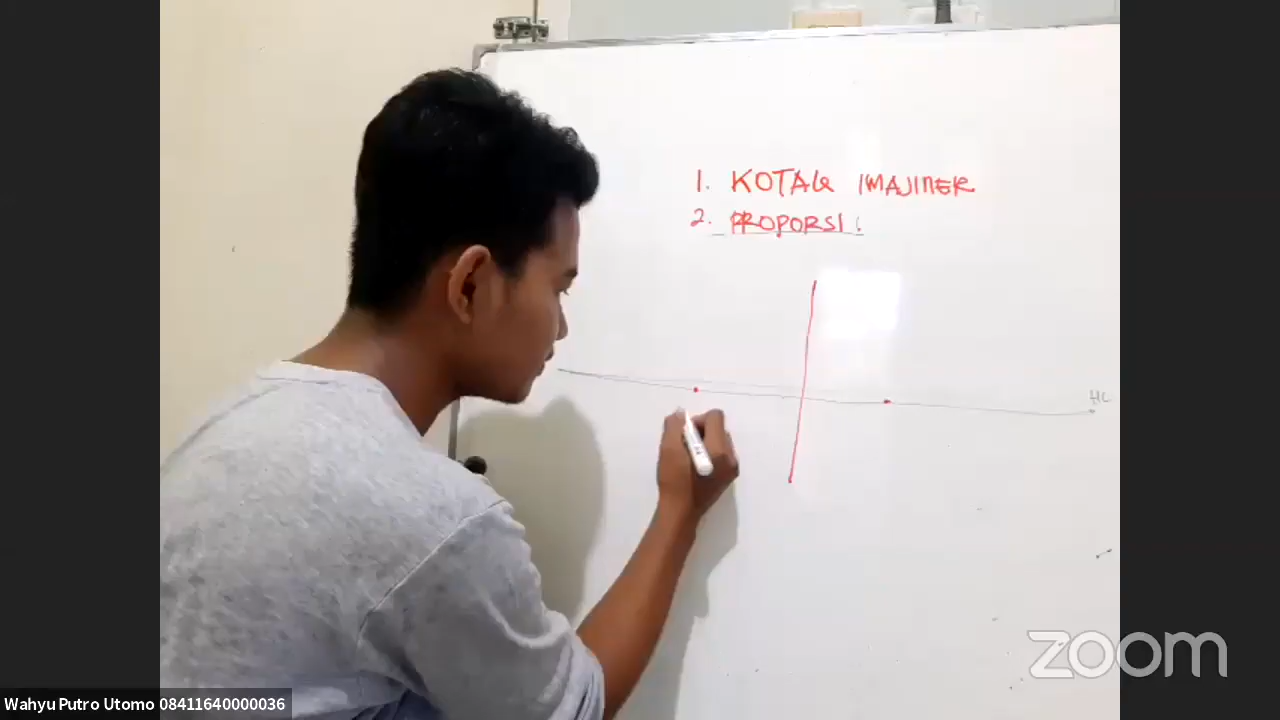 1. KOTAK IMAJINER
2. PROPORSI :
HL
zoom
Wahyu Putro Utomo 08411640000036